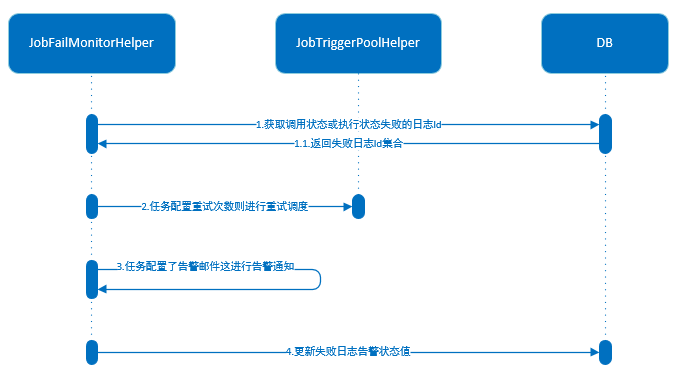 JobFailMonitorHelper
JobTriggerPoolHelper
DB
1.获取调用状态或执行状态失败的日志Id
1.1.返回失败日志Id集合
2.任务配置重试次数则进行重试调度
3.任务配置了告警邮件这进行告警通知
4.更新失败日志告警状态值